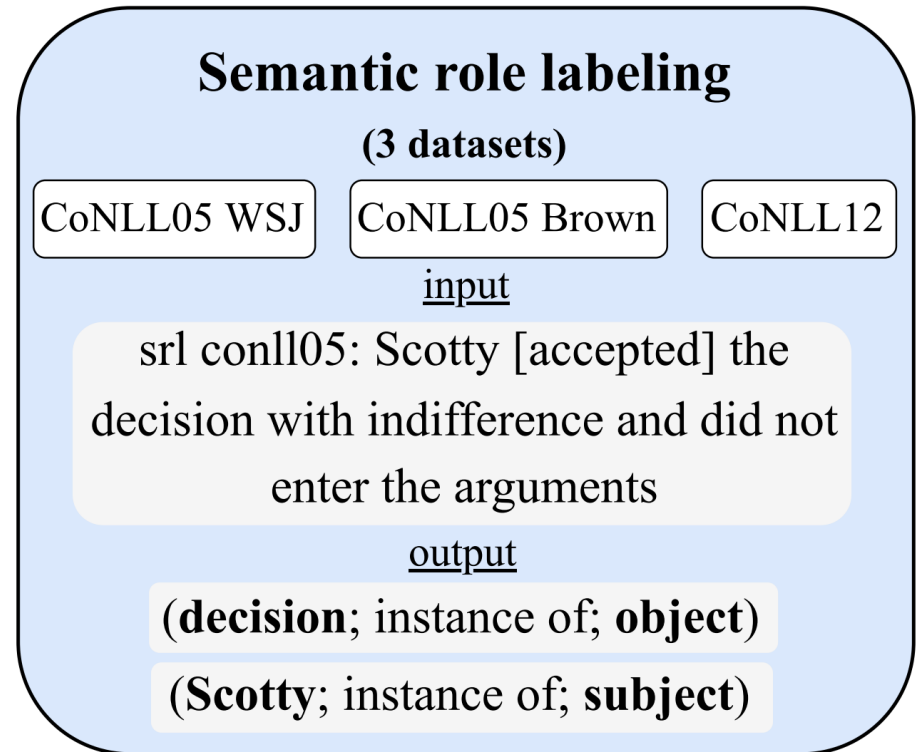 Semantic role labeling
(3 datasets)
CoNLL05 WSJ CoNLL05 Brown CoNLL12
input
srl conll05: Scotty [accepted] the
decision with indifference and did not
enter the arguments
output
(decision; instance of; object)
(Scotty; instance of; subject)